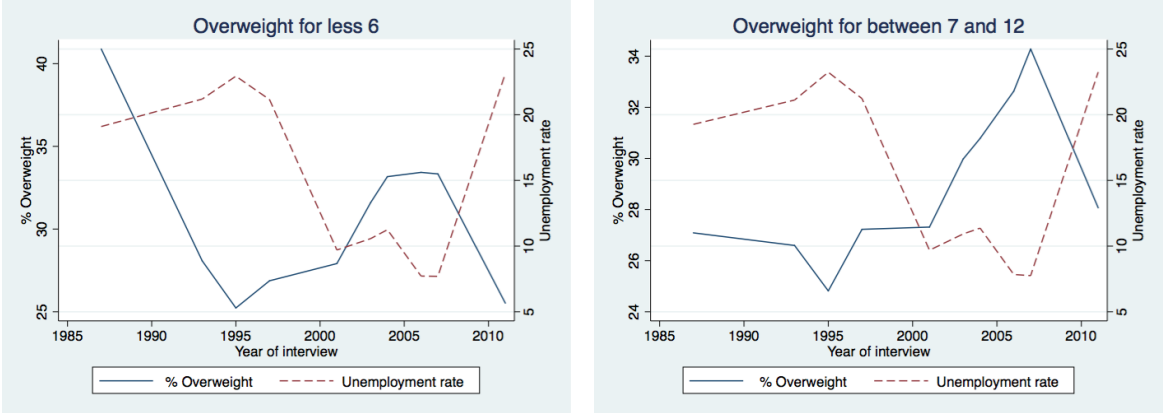 Overweight for less 6
% Overweight
25 30 35 40
Unemployment rate
5 10 15 20 25
1985 1990 1995 2000 2005 2010
Year of interview
% Overweight Unemployment rate
Overweight for between 7 and 12
% Overweight
24 26 28 30 32 34
Unemployment rate
5 10 15 20 25
1985 1990 1995 2000 2005 2010
Year of interview
% Overweight Unemployment rate